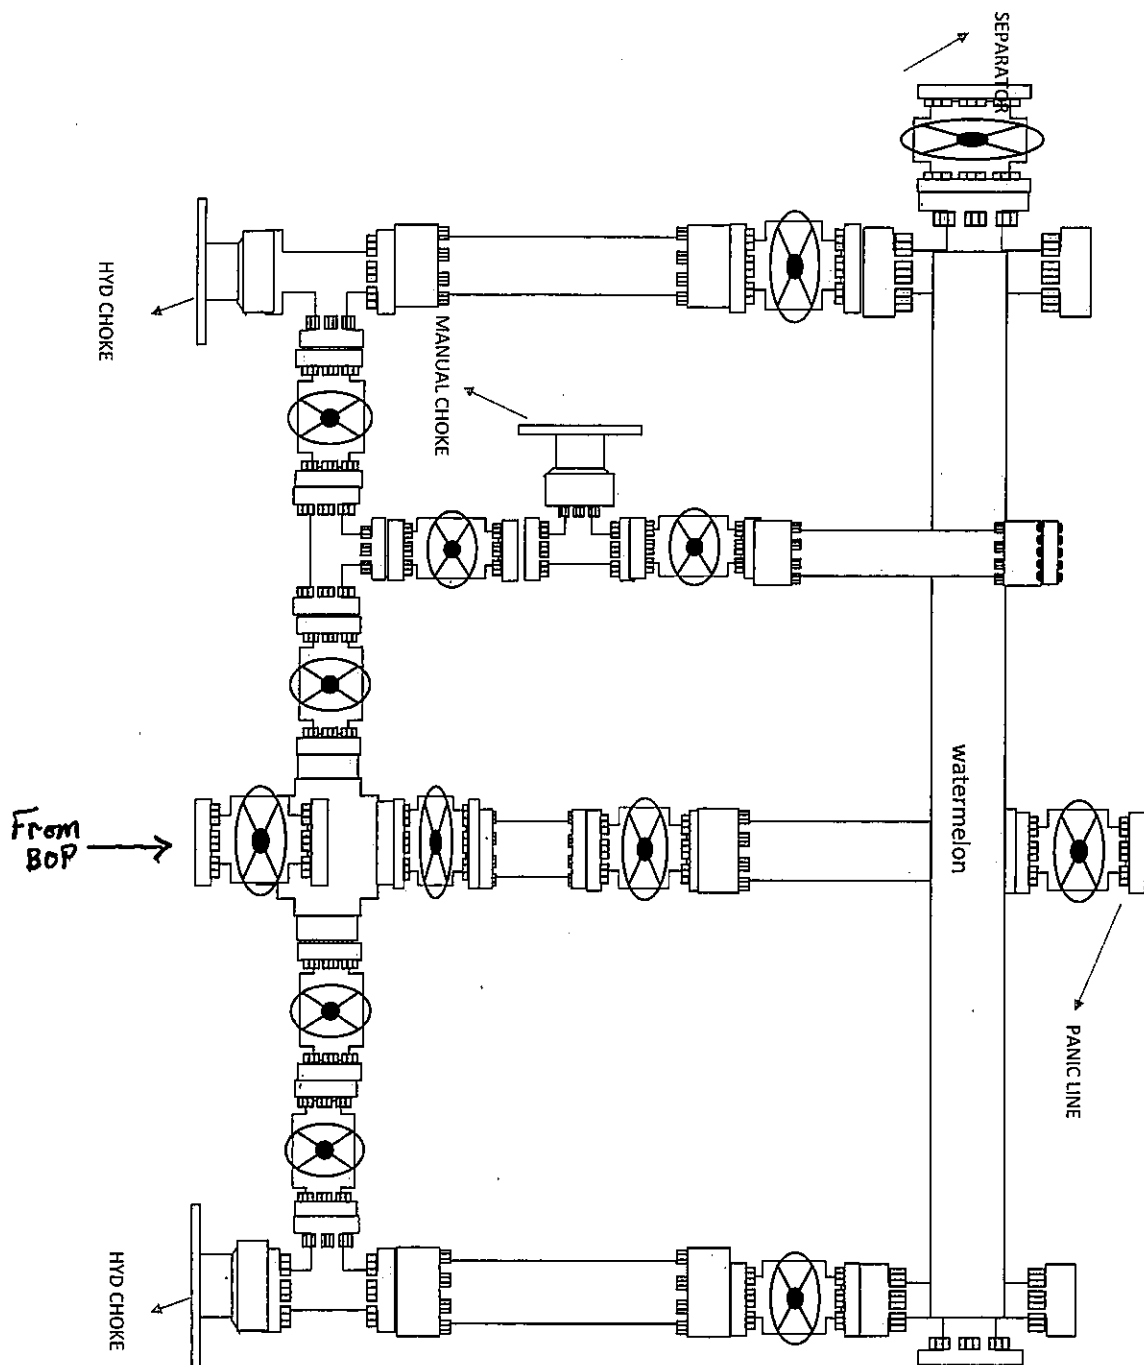 SEPARATOR
HYD CHOKE
MANUAL CHOKE
watermelon
From
BOP
PANIC LINE
HYD CHOKE